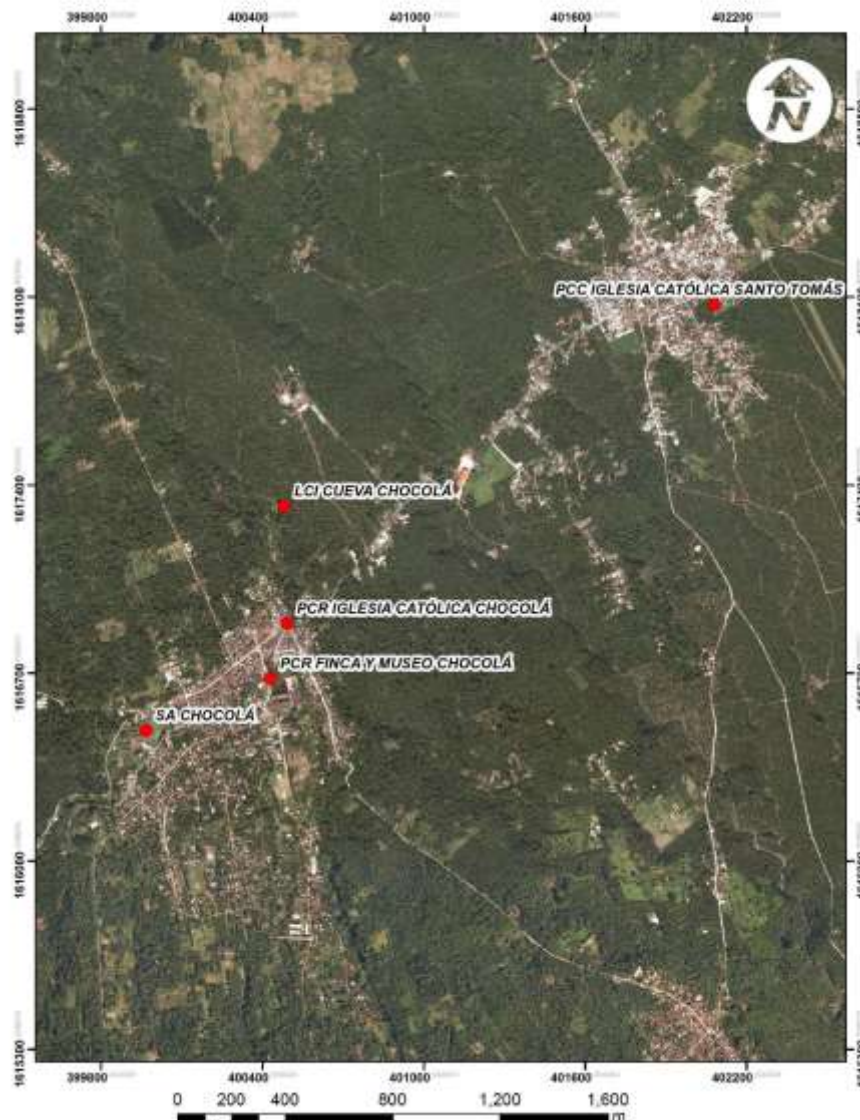 399800 400400 401000 401600 402200
N
1618800
PCC IGLESIA CATÓLICA SANTO TOMÁS
1618100
LCI CUEVA CHOCOLÁ
1617400
PCR IGLESIA CATÓLICA CHOCOLÁ
PCR FINCA Y MUSEO CHOCOLÁ
1616700
SA CHOCOLÁ
1616000
1615300
399800 400400 401000 401600 402200
0 200 400 800 1,200 1,600